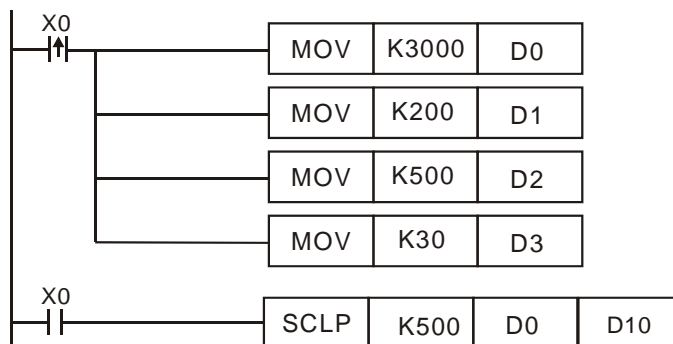 X0
MOV K3000 D0
MOV K200 D1
MOV K500 D2
MOV K30 D3
X0
SCLP K500 D0 D10